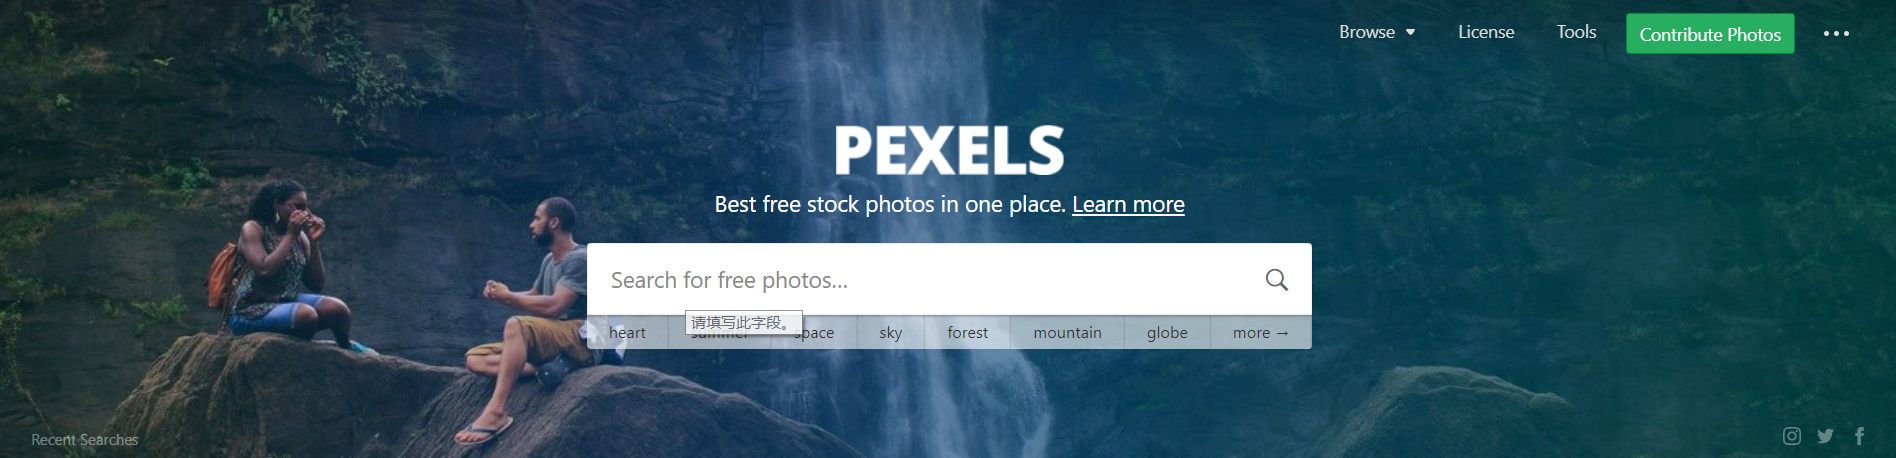 Browse License Tools Contribute Photos
PEXELS
Best free stock photos in one place. Learn more
Search for free photos...
请填写此字段。
heart summer space sky forest mountain globe more →
Recent Searches